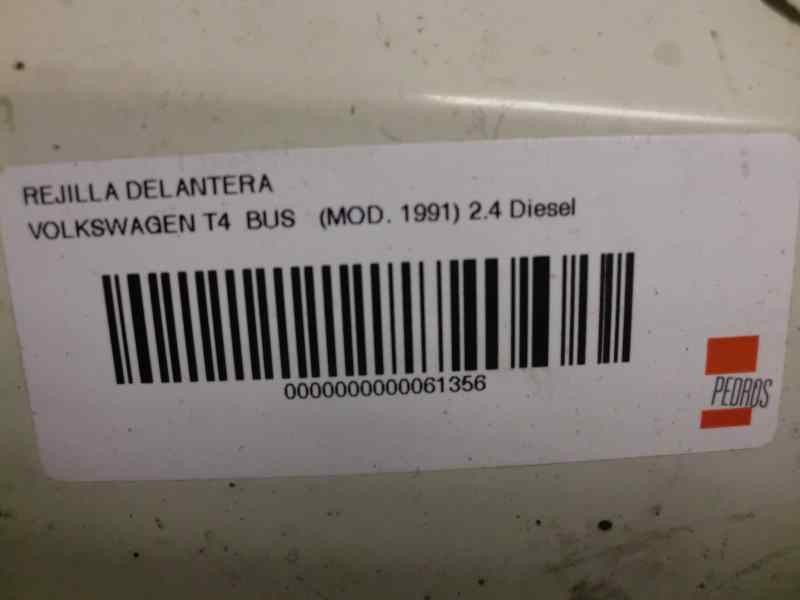 REJILLA DELANTERA
VOLKSWAGEN T4 BUS (MOD. 1991) 2.4 Diesel
0000000000061356
PEDROS